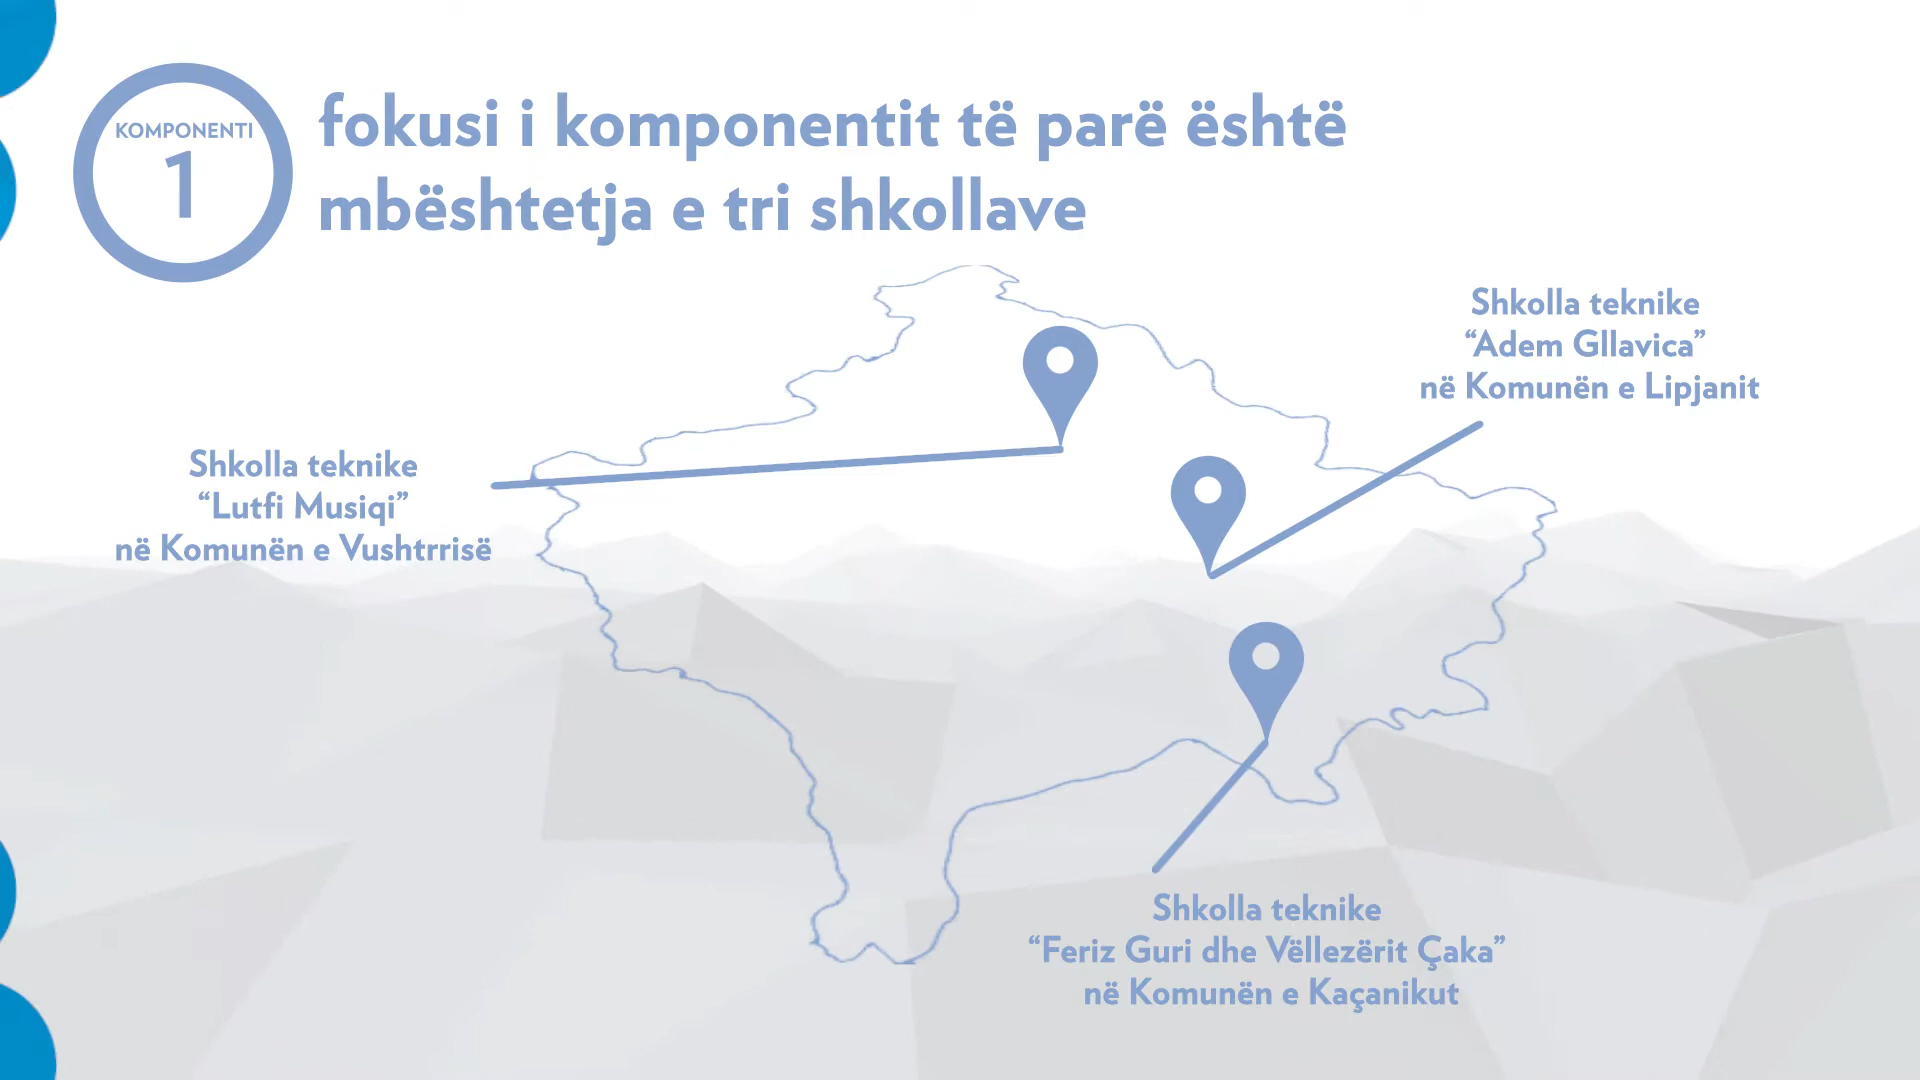 KOMPONENTI
1
fokusi i komponentit të parë është
mbështetja e tri shkollave
Shkolla teknike
“Adem Gllavica”
në Komunën e Lipjanit
Shkolla teknike
“Lutfi Musiqi”
në Komunën e Vushtrrisë
Shkolla teknike
“Feriz Guri dhe Vëllezërit Çaka”
në Komunën e Kaçanikut